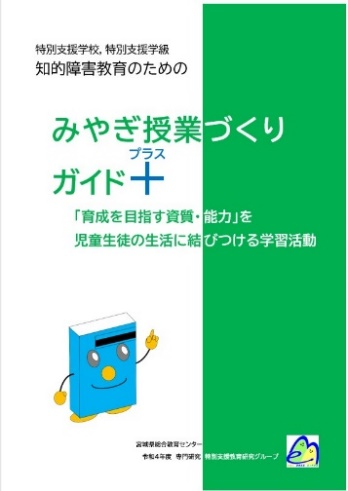 特別支援学校，特別支援学級
知的障害教育のための
みやぎ授業づくり
プラス
ガイド＋
「育成を目指す資質・能力」を
児童生徒の生活に結びつける学習活動
宮城県総合教育センター
令和4年度 専門研究 特別支援教育研究グループ